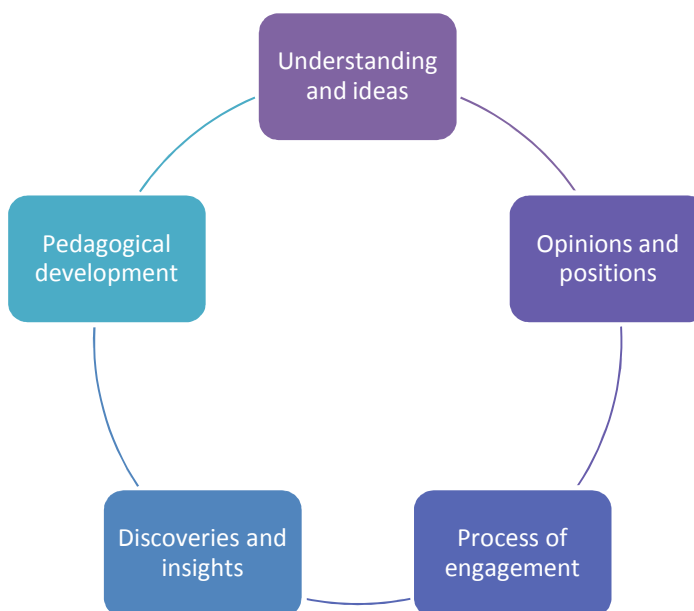 Understanding
and ideas
Opinions and
positions
Process of
engagement
Discoveries and
insights
Pedagogical
development